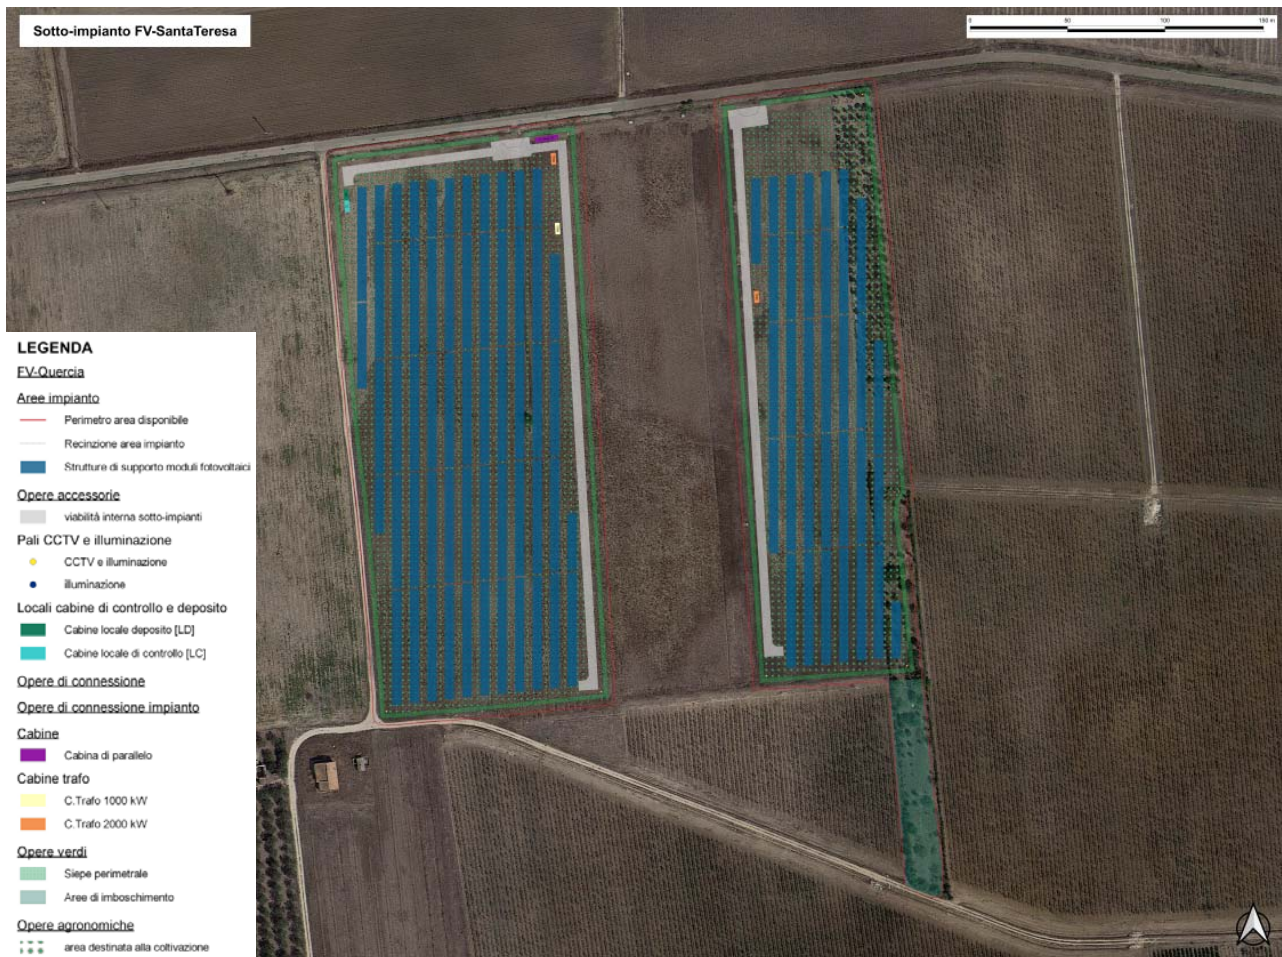 Sotto-impianto FV-SantaTeresa
0 50 100 150 m
LEGENDA
FV-Quercia
Aree impianto
Perimetro area disponibile
Recinzione area impianto
Strutture di supporto moduli fotovoltaici
Opere accessorie
viabilità interna sotto-impianti
Pali CCTV e illuminazione
CCTV e illuminazione
illuminazione
Locali cabine di controllo e deposito
Cabine locale deposito [LD]
Cabine locale di controllo [LC]
Opere di connessione
Opere di connessione impianto
Cabine
Cabina di parallelo
Cabine trafo
C.Trafo 1000 kW
C.Trafo 2000 kW
Opere verdi
Siepe perimetrale
Aree di imboschimento
Opere agronomiche
area destinata alla coltivazione